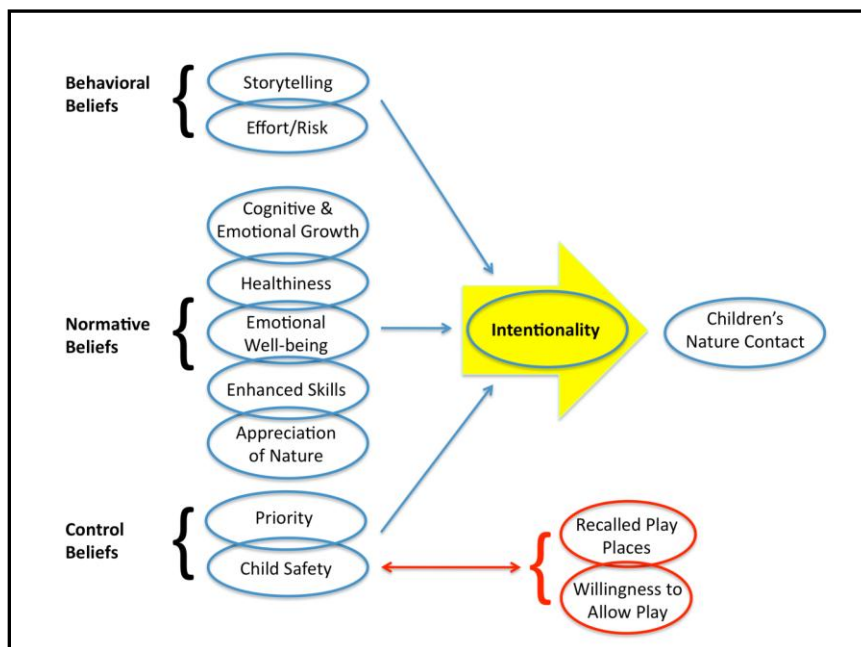 Behavioral
Beliefs
Storytelling
Effort/Risk
Normative
Beliefs
Cognitive &
Emotional Growth
Healthiness
Emotional
Well-being
Enhanced Skills
Appreciation
of Nature
Control
Beliefs
Priority
Child Safety
Intentionality
Children's
Nature Contact
Recalled Play
Places
Willingness to
Allow Play